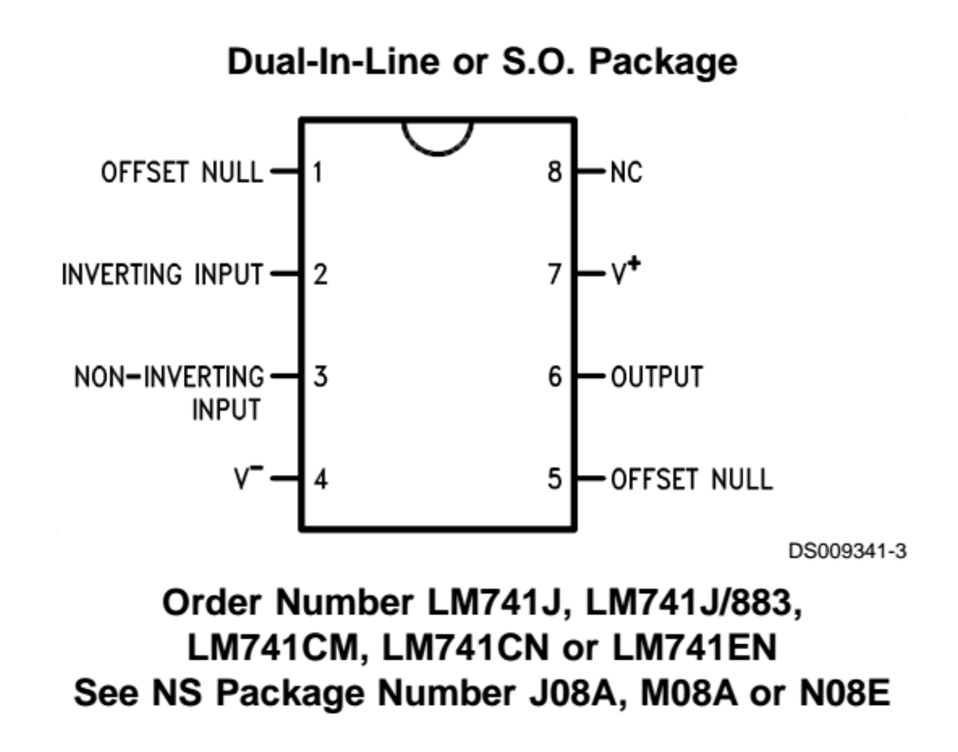 Dual-In-Line or S.O. Package
OFFSET NULL 1 8 NC
INVERTING INPUT 2 7 V+
NON-INVERTING INPUT 3 6 OUTPUT
V- 4 5 OFFSET NULL
DS009341-3
Order Number LM741J, LM741J/883,
LM741CM, LM741CN or LM741EN
See NS Package Number J08A, M08A or N08E